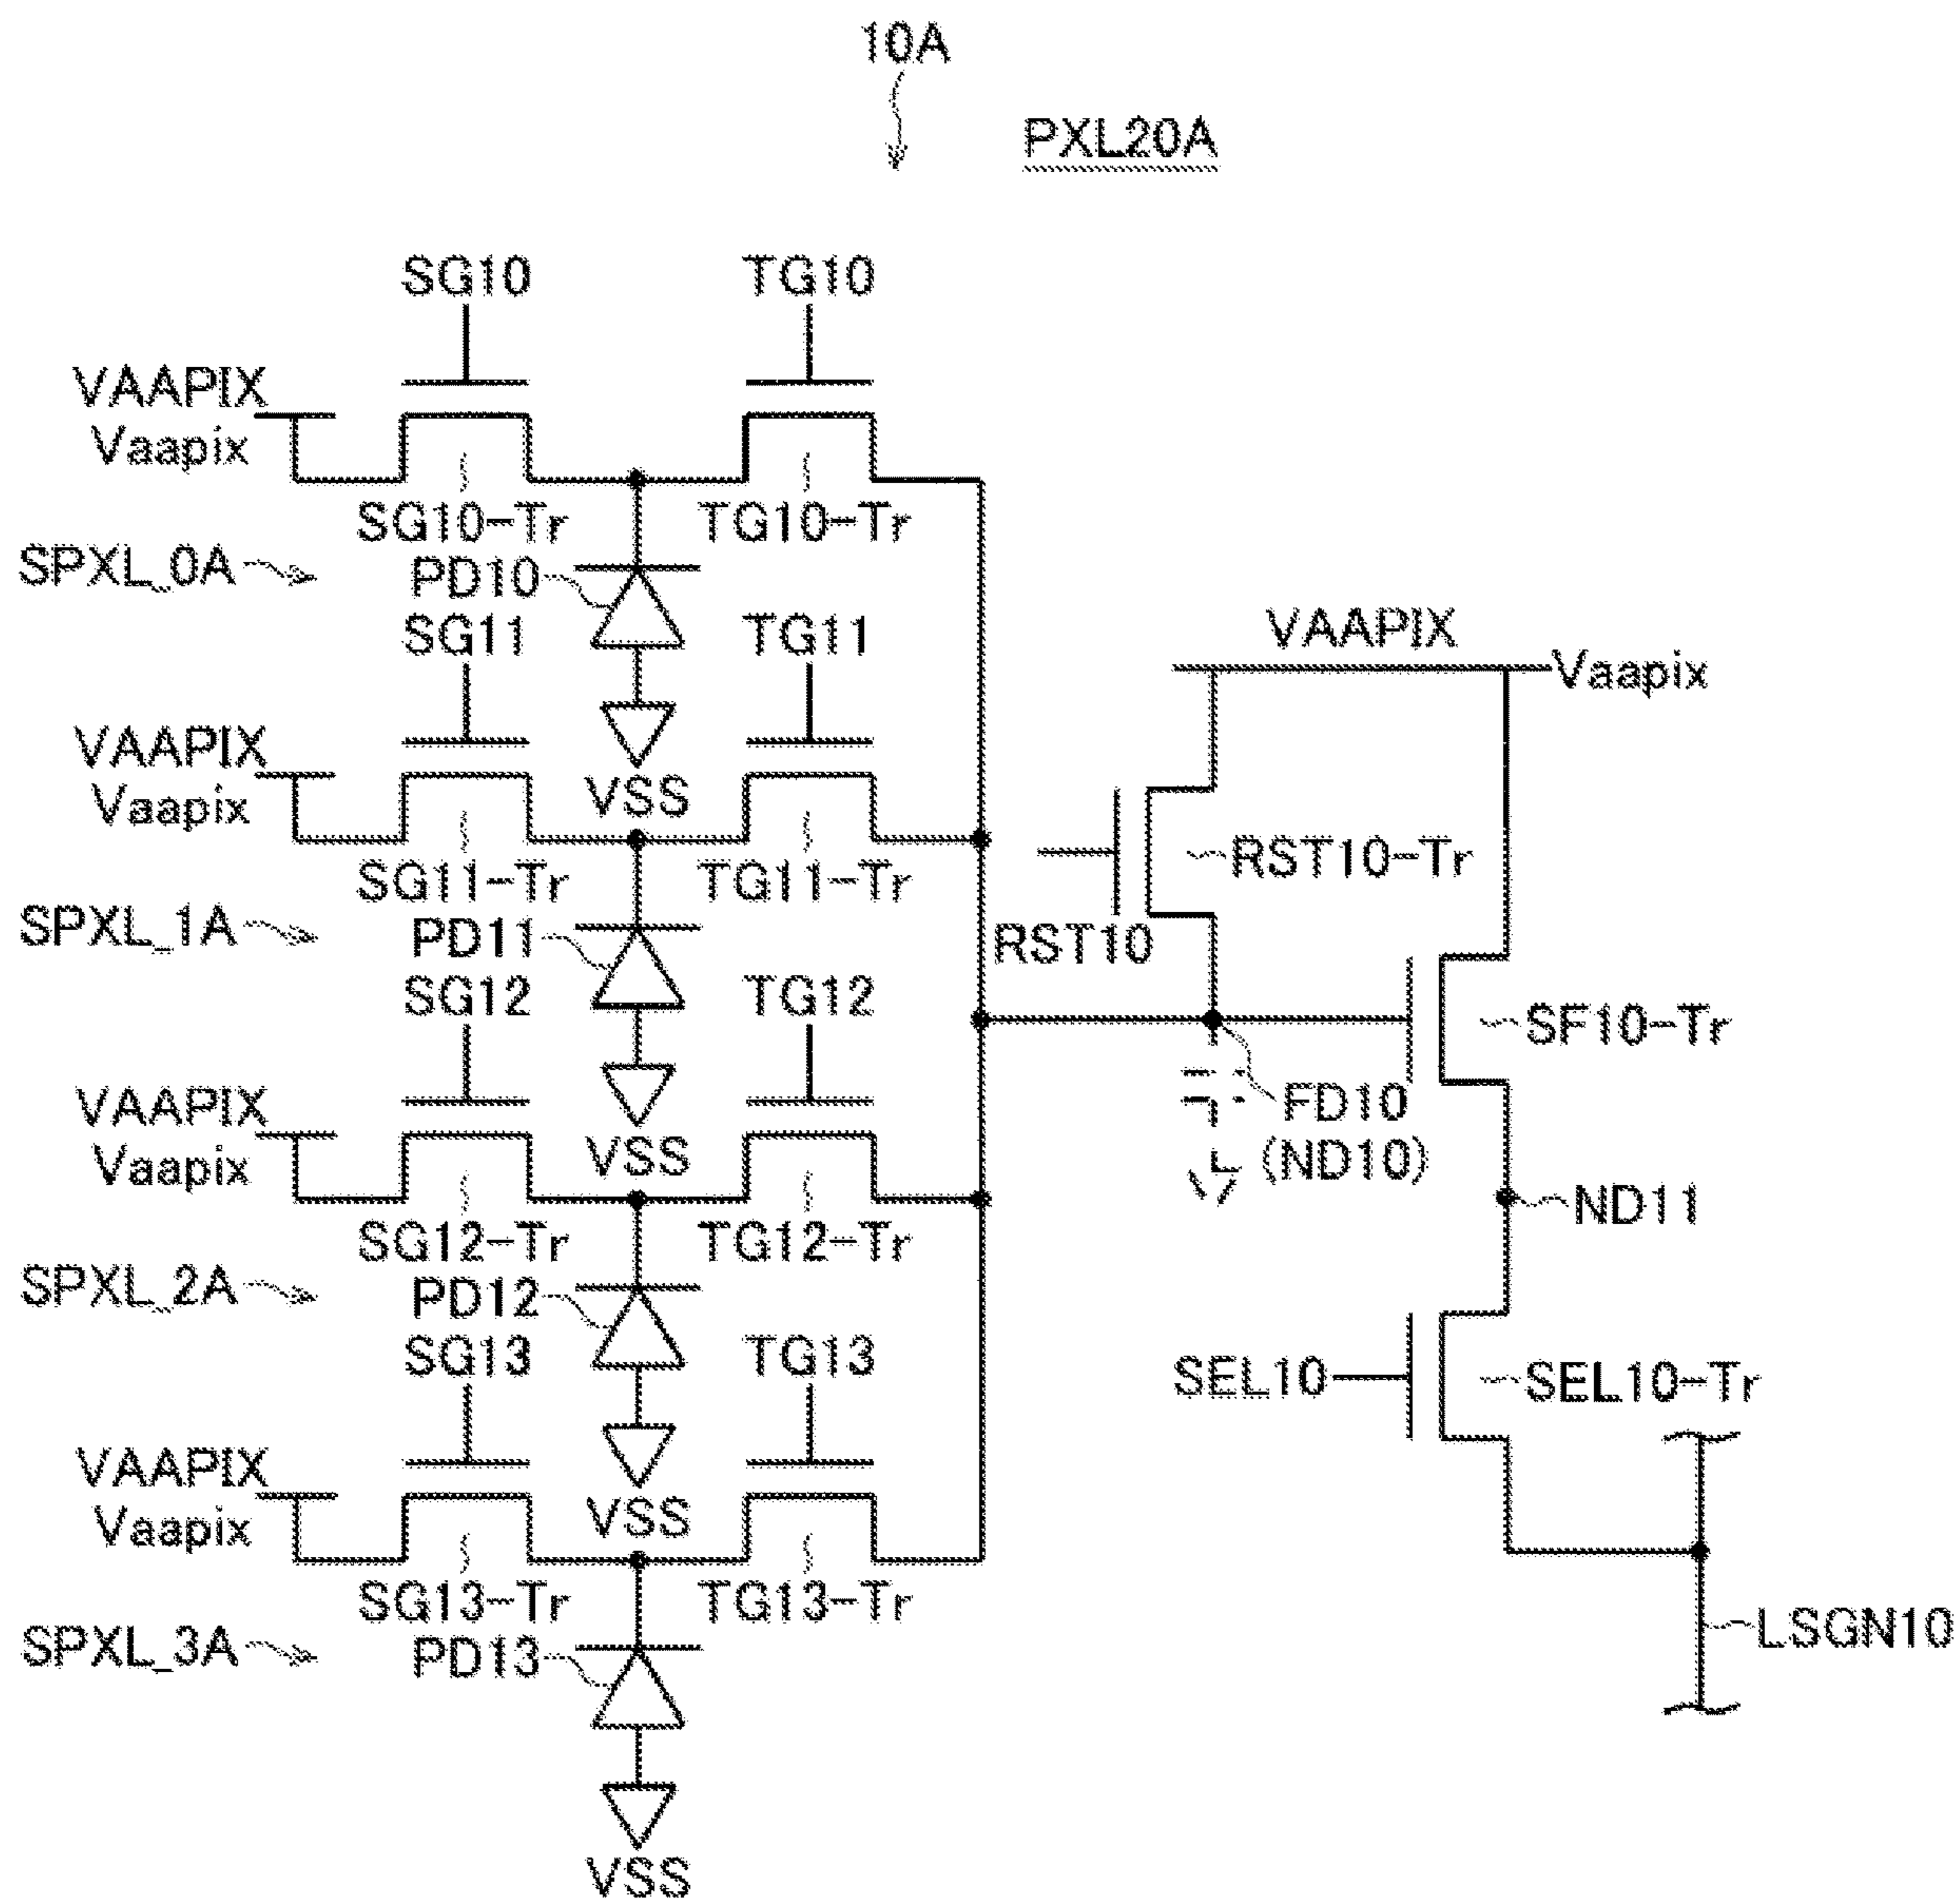 10A
PXL20A
SG10
TG10
VAAPIX
Vaapix
SG10-Tr
TG10-Tr
SPXL_0A
PD10
SG11
TG11
VAAPIX
Vaapix
VAAPIX
Vaapix
VSS
SG11-Tr
TG11-Tr
RST10-Tr
SPXL_1A
PD11
RST10
SG12
TG12
SF10-Tr
VAAPIX
Vaapix
VSS
FD10
(ND10)
ND11
SG12-Tr
TG12-Tr
SPXL_2A
PD12
SG13
TG13
SEL10
SEL10-Tr
VAAPIX
Vaapix
VSS
SG13-Tr
TG13-Tr
SPXL_3A
PD13
LSGN10
VSS